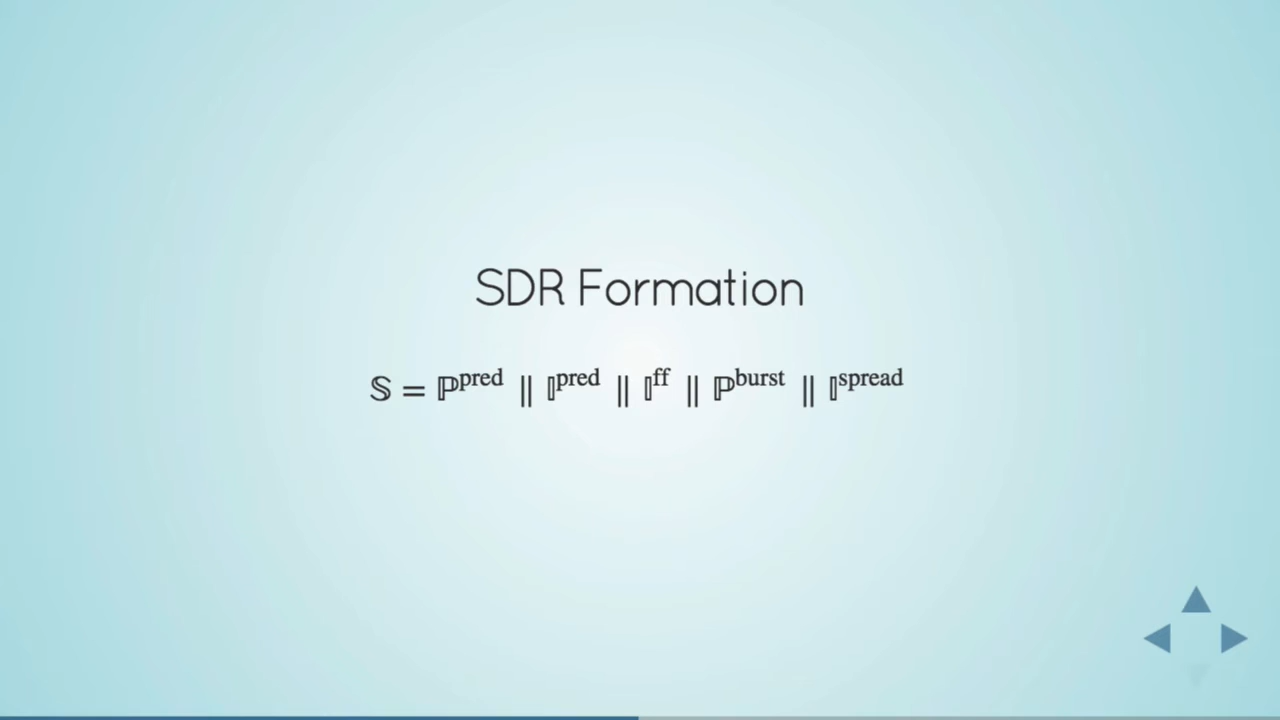 SDR Formation
𝕊 = ℙ^pred ∥ 𝕀^pred ∥ 𝕀^ff ∥ ℙ^burst ∥ 𝕀^spread